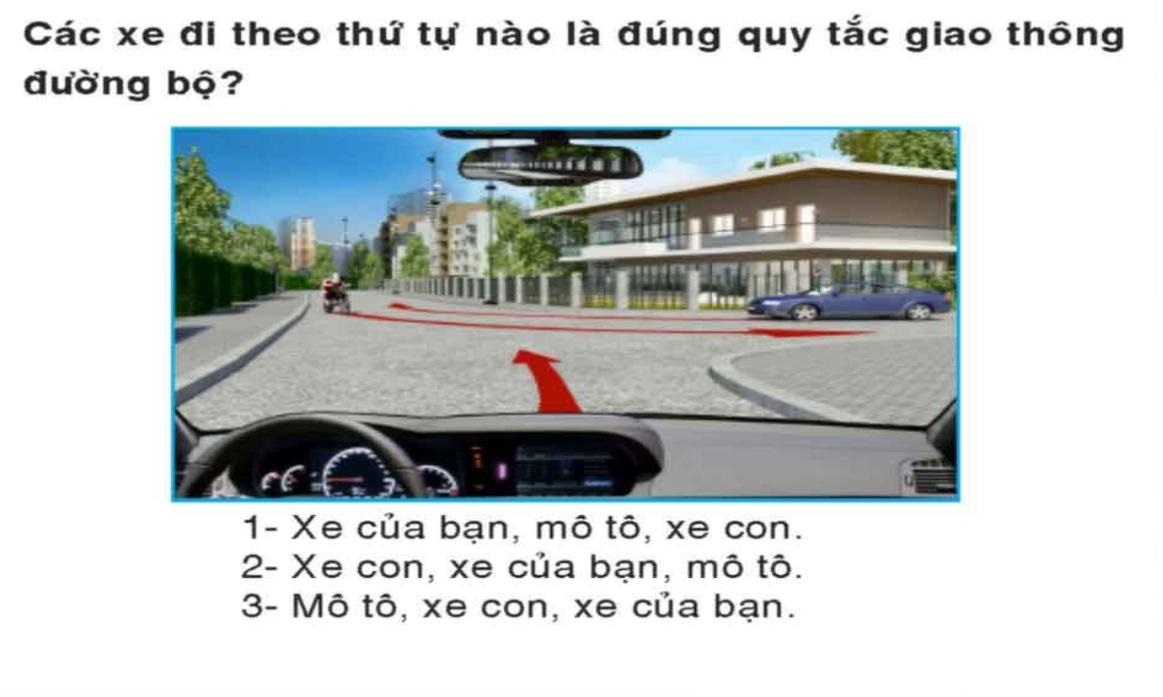 Các xe đi theo thứ tự nào là đúng quy tắc giao thông
đường bộ?
1- Xe của bạn, mô tô, xe con.
2- Xe con, xe của bạn, mô tô.
3- Mô tô, xe con, xe của bạn.